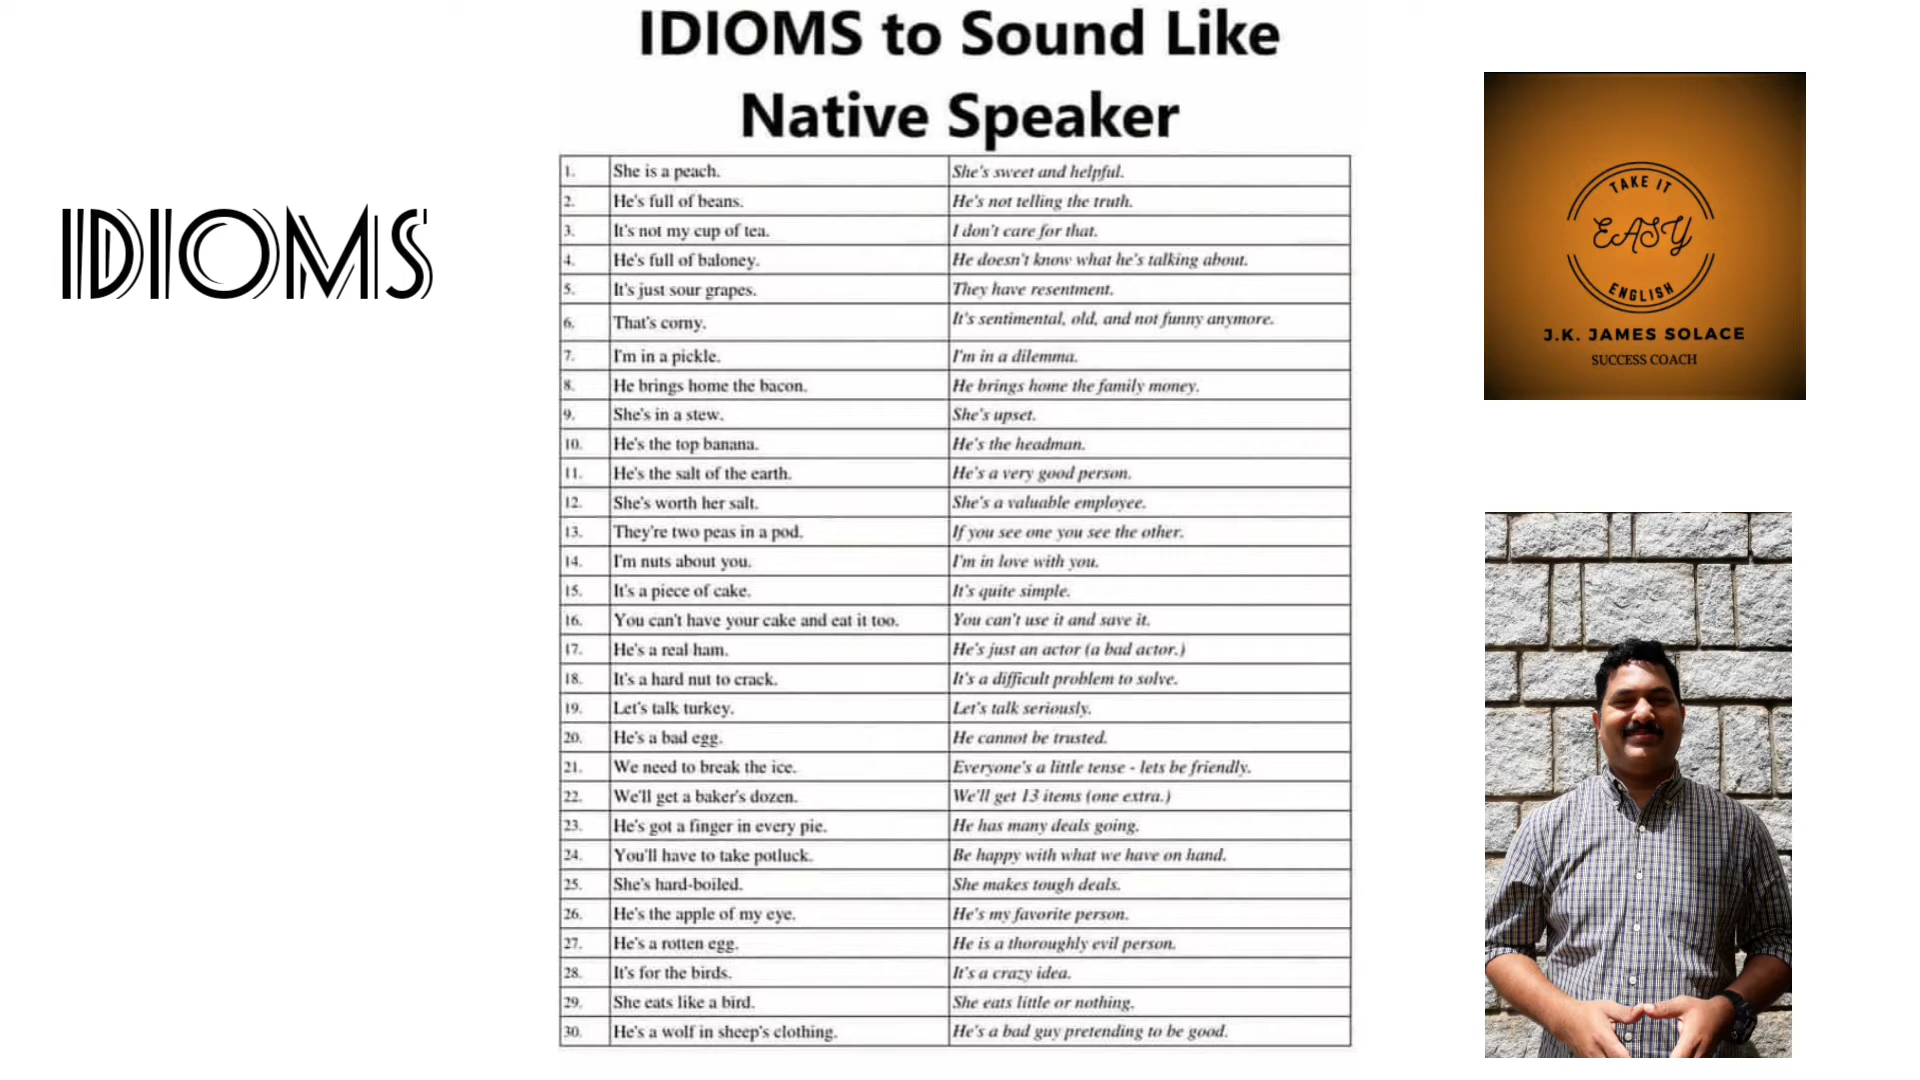 IDIOMS
IDIOMS to Sound Like
Native Speaker
1. She is a peach. She's sweet and helpful.
2. He's full of beans. He's not telling the truth.
3. It's not my cup of tea. I don't care for that.
4. He's full of baloney. He doesn't know what he's talking about.
5. It's just sour grapes. They have resentment.
6. That's corny. It's sentimental, old, and not funny anymore.
7. I'm in a pickle. I'm in a dilemma.
8. He brings home the bacon. He brings home the family money.
9. She's in a stew. She's upset.
10. He's the top banana. He's the headman.
11. He's the salt of the earth. He's a very good person.
12. She's worth her salt. She's a valuable employee.
13. They're two peas in a pod. If you see one you see the other.
14. I'm nuts about you. I'm in love with you.
15. It's a piece of cake. It's quite simple.
16. You can't have your cake and eat it too. You can't use it and save it.
17. He's a real ham. He's just an actor (a bad actor.)
18. It's a hard nut to crack. It's a difficult problem to solve.
19. Let's talk turkey. Let's talk seriously.
20. He's a bad egg. He cannot be trusted.
21. We need to break the ice. Everyone's a little tense - lets be friendly.
22. We'll get a baker's dozen. We'll get 13 items (one extra.)
23. He's got a finger in every pie. He has many deals going.
24. You'll have to take potluck. Be happy with what we have on hand.
25. She's hard-boiled. She makes tough deals.
26. He's the apple of my eye. He's my favorite person.
27. He's a rotten egg. He is a thoroughly evil person.
28. It's for the birds. It's a crazy idea.
29. She eats like a bird. She eats little or nothing.
30. He's a wolf in sheep's clothing. He's a bad guy pretending to be good.
TAKE IT
EASY
ENGLISH
J.K. JAMES SOLACE
SUCCESS COACH